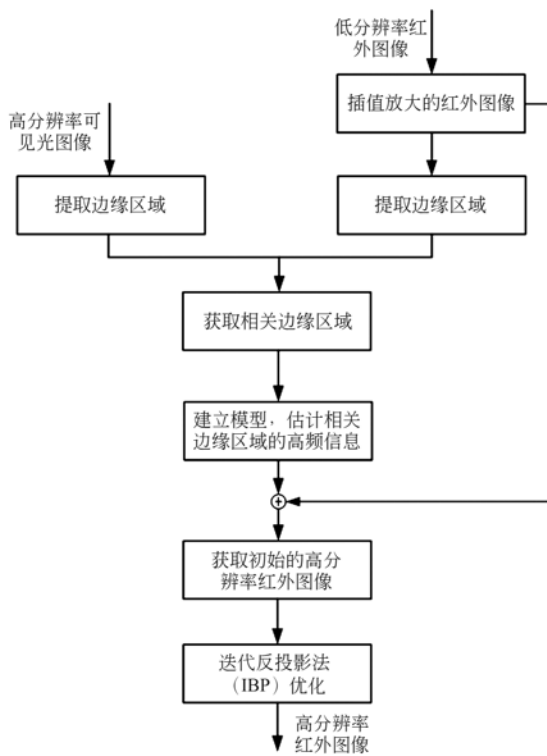 低分辨率红
外图像
插值放大的红外图像
高分辨率可
见光图像
提取边缘区域
提取边缘区域
获取相关边缘区域
建立模型，估计相关
边缘区域的高频信息
获取初始的高分
辨率红外图像
迭代反投影法
（IBP）优化
高分辨率
红外图像